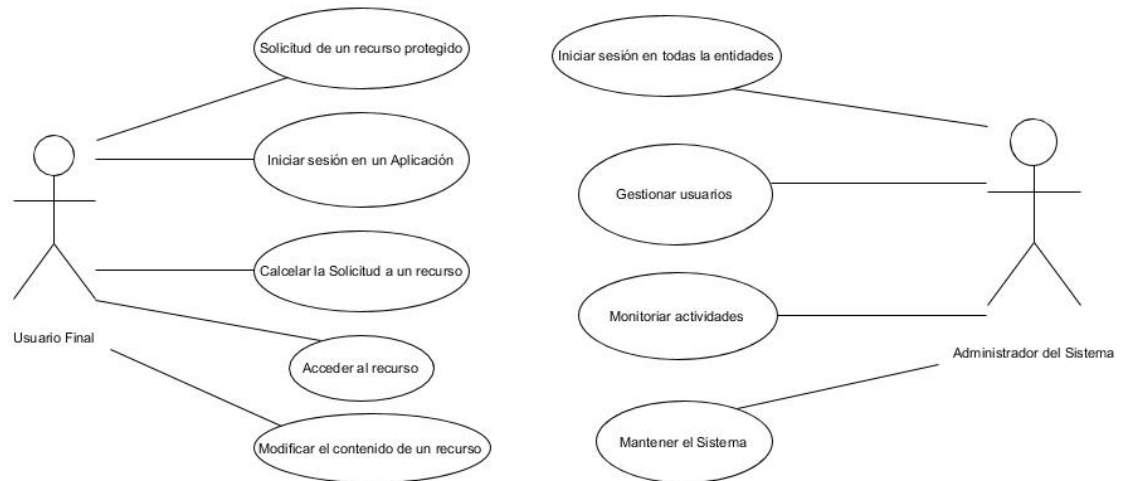 Solicitud de un recurso protegido
Iniciar sesión en un Aplicación
Calcelar la Solicitud a un recurso
Usuario Final
Acceder al recurso
Modificar el contenido de un recurso
Iniciar sesión en todas la entidades
Gestionar usuarios
Monitoriar actividades
Administrador del Sistema
Mantener el Sistema